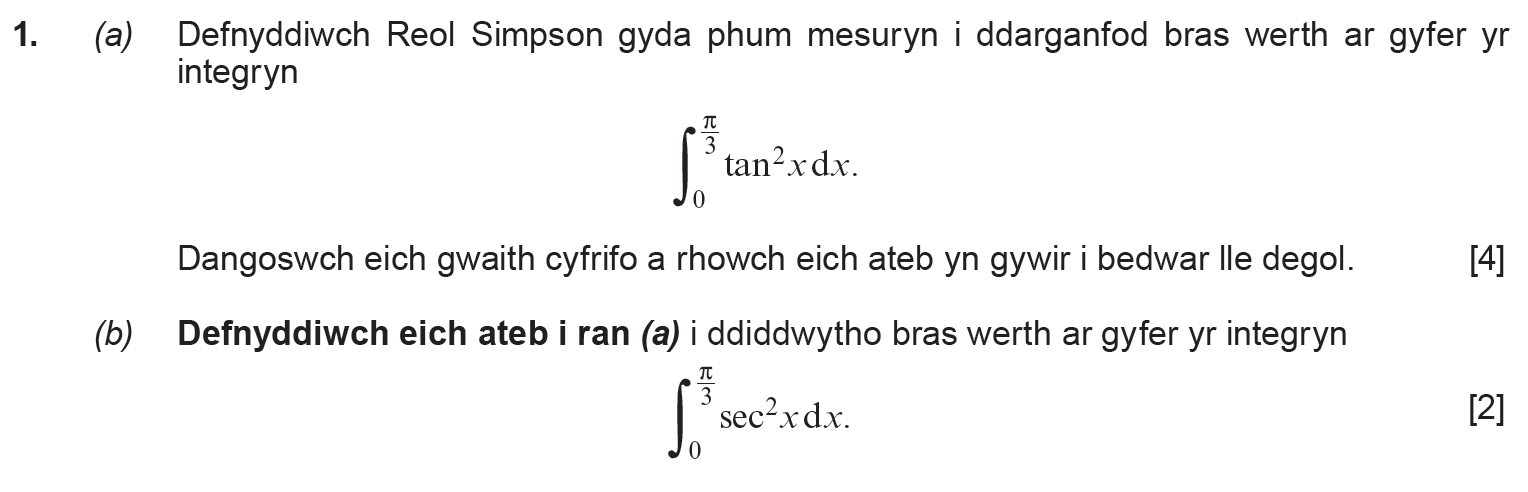 1. (a) Defnyddiwch Reol Simpson gyda phum mesuryn i ddarganfod bras werth ar gyfer yr
integryn
∫₀^(π/3) tan²x dx.
Dangoswch eich gwaith cyfrifo a rhowch eich ateb yn gywir i bedwar lle degol. [4]
(b) Defnyddiwch eich ateb i ran (a) i ddiddwytho bras werth ar gyfer yr integryn
∫₀^(π/3) sec²x dx. [2]